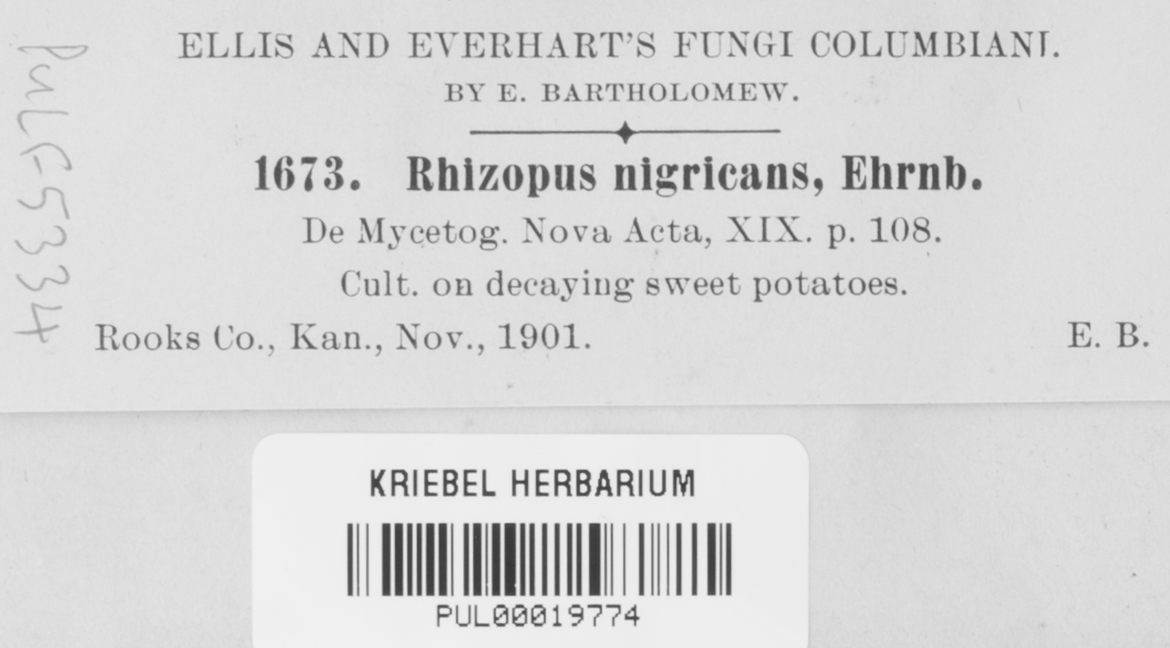 ELLIS AND EVERHART'S FUNGI COLUMBIANI.
BY E. BARTHOLOMEW.
1673. Rhizopus nigricans, Ehrnb.
De Mycetog. Nova Acta, XIX. p. 108.
Cult. on decaying sweet potatoes.
Rooks Co., Kan., Nov., 1901. E. B.
PUL F5334
KRIEBEL HERBARIUM
PUL00019774